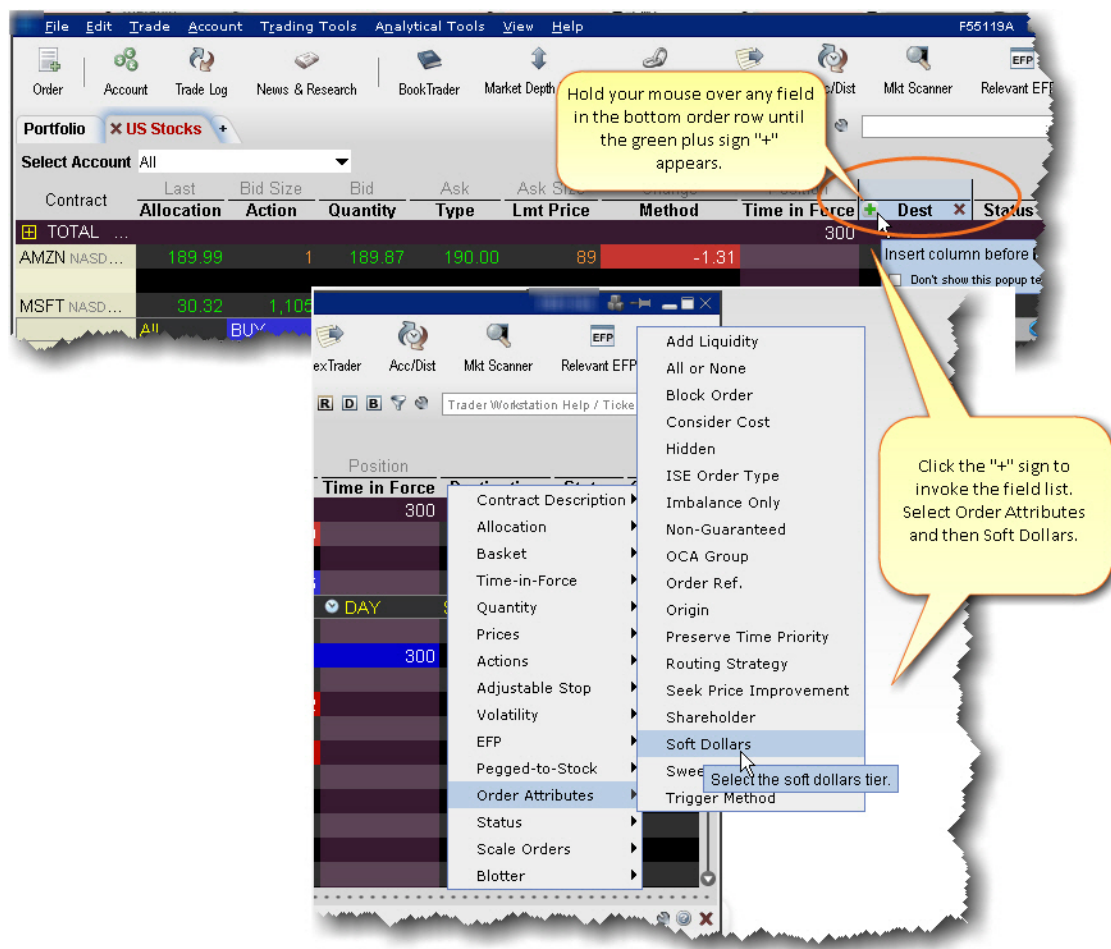 File Edit Trade Account Trading Tools Analytical Tools View Help F55119A
Order Account Trade Log News & Research BookTrader Market Depth c/Dist Mkt Scanner Relevant EFP
Hold your mouse over any field
in the bottom order row until
the green plus sign "+"
appears.
Portfolio US Stocks +
Select Account All
Contract
Last Bid Size Bid Ask Ask Size Change Position
Allocation Action Quantity Type Lmt Price Method Time in Force Dest Status
TOTAL ... 300
AMZN NASD... 189.99 1 189.87 190.00 89 -1.31
Insert column before
Don't show this popup
MSFT NASD... 30.32 1,105
All BUY
exTrader Acc/Dist Mkt Scanner Relevant EFP
R D B Trader Workstation Help / Ticke
Position
Time in Force Status
300
DAY
300
Contract Description
Allocation
Basket
Time-in-Force
Quantity
Prices
Actions
Adjustable Stop
Volatility
EFP
Pegged-to-Stock
Order Attributes
Status
Scale Orders
Blotter
Add Liquidity
All or None
Block Order
Consider Cost
Hidden
ISE Order Type
Imbalance Only
Non-Guaranteed
OCA Group
Order Ref.
Origin
Preserve Time Priority
Routing Strategy
Seek Price Improvement
Shareholder
Soft Dollars
Swee
Select the soft dollars tier.
Trigger Method
Click the "+" sign to
invoke the field list.
Select Order Attributes
and then Soft Dollars.